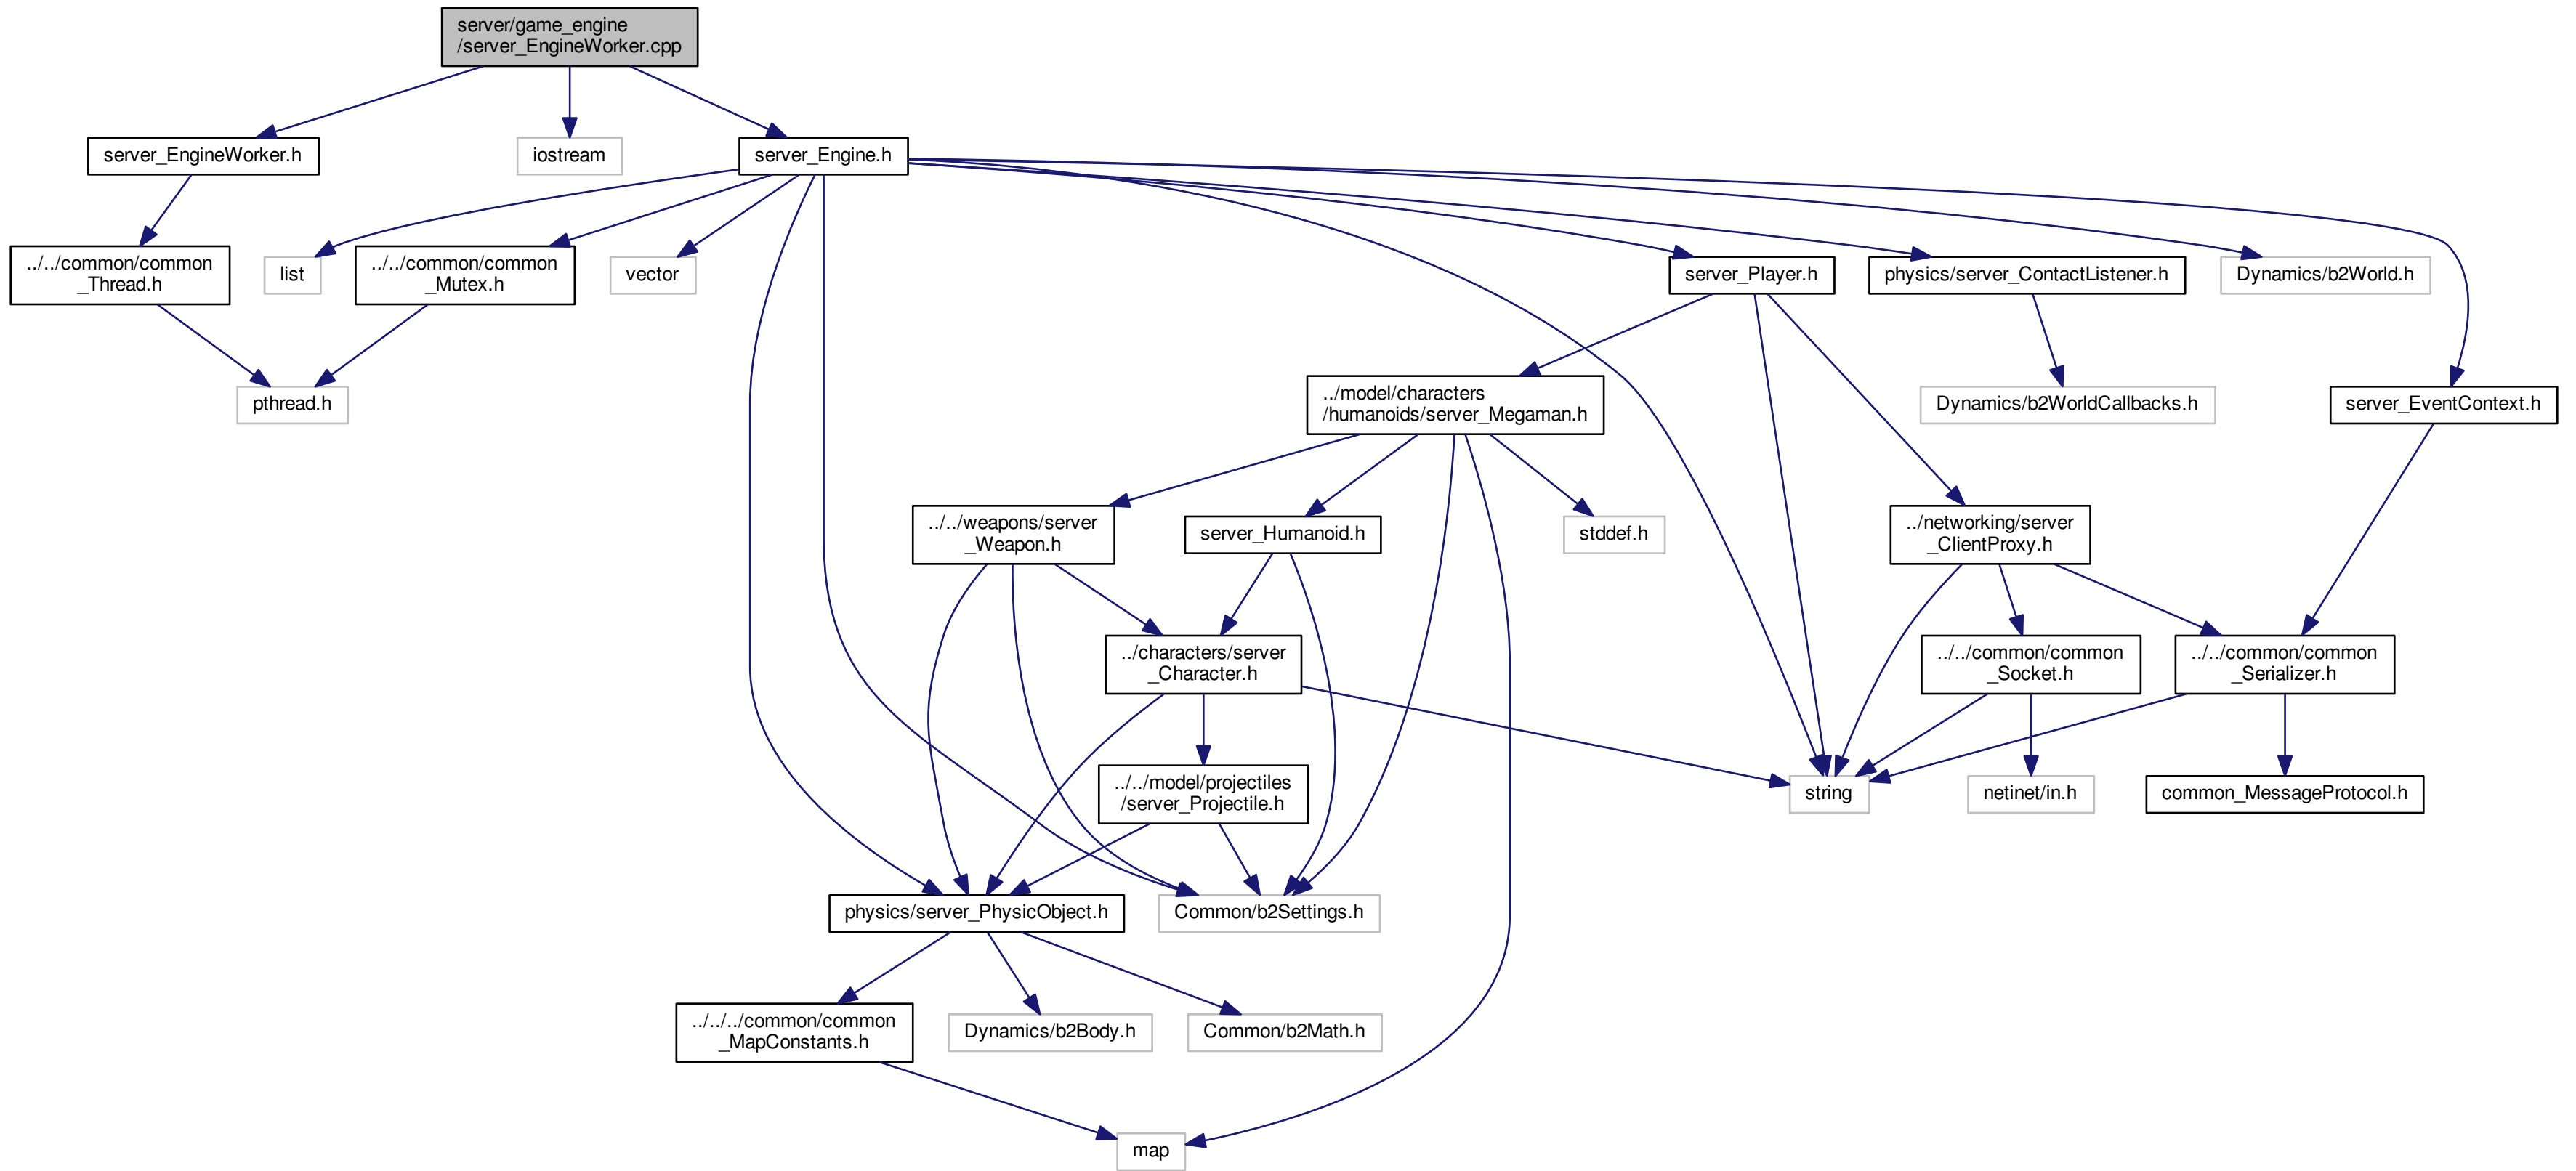 server/game_engine
/server_EngineWorker.cpp
server_EngineWorker.h
iostream
server_Engine.h
../../common/common
_Thread.h
list
../../common/common
_Mutex.h
vector
server_Player.h
physics/server_ContactListener.h
Dynamics/b2World.h
pthread.h
../model/characters
/humanoids/server_Megaman.h
Dynamics/b2WorldCallbacks.h
server_EventContext.h
../../weapons/server
_Weapon.h
server_Humanoid.h
stddef.h
../networking/server
_ClientProxy.h
../characters/server
_Character.h
../../common/common
_Socket.h
../../common/common
_Serializer.h
../../model/projectiles
/server_Projectile.h
string
netinet/in.h
common_MessageProtocol.h
physics/server_PhysicObject.h
Common/b2Settings.h
../../../common/common
_MapConstants.h
Dynamics/b2Body.h
Common/b2Math.h
map